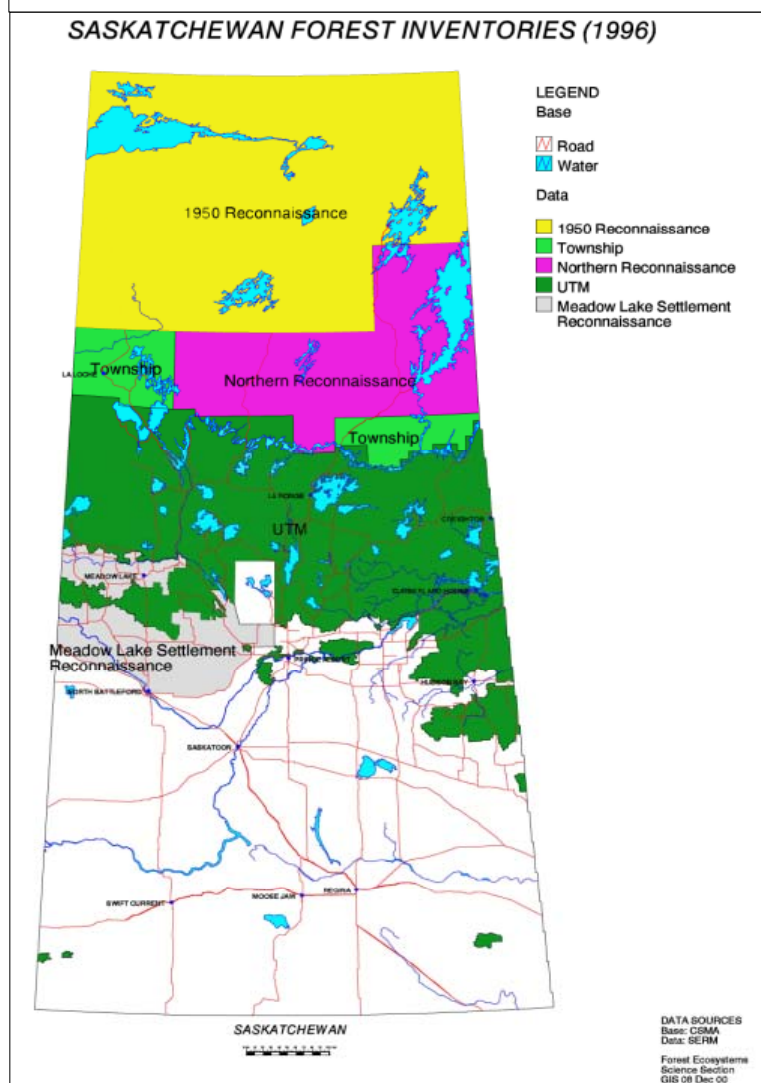 SASKATCHEWAN FOREST INVENTORIES (1996)
LEGEND
Base
Road
Water
Data
1950 Reconnaissance
Township
Northern Reconnaissance
UTM
Meadow Lake Settlement
Reconnaissance
1950 Reconnaissance
LA LOCHE
Township
Northern Reconnaissance
Township
LA RONGE
CREIGHTON
UTM
MEADOW LAKE
CUMBERLAND HOUSE
Meadow Lake Settlement
Reconnaissance
PRINCE ALBERT
HUDSON BAY
NORTH BATTLEFORD
SASKATOON
SWIFT CURRENT
MOOSE JAW
REGINA
SASKATCHEWAN
DATA SOURCES
Base: CSMA
Data: SERM
Forest Ecosystems
Science Section
GIS 08 Dec 00